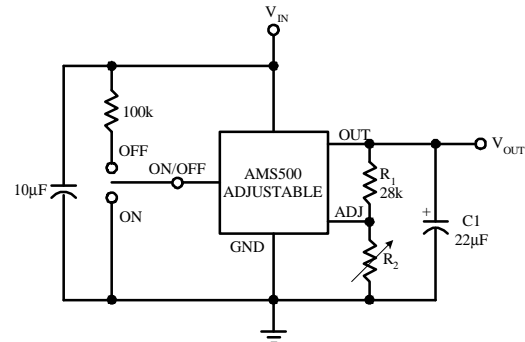 V_IN
100k
OUT
V_OUT
OFF
ON/OFF
AMS500
ADJUSTABLE
R_1
28k
10µF
ON
ADJ
+
C1
22µF
GND
R_2